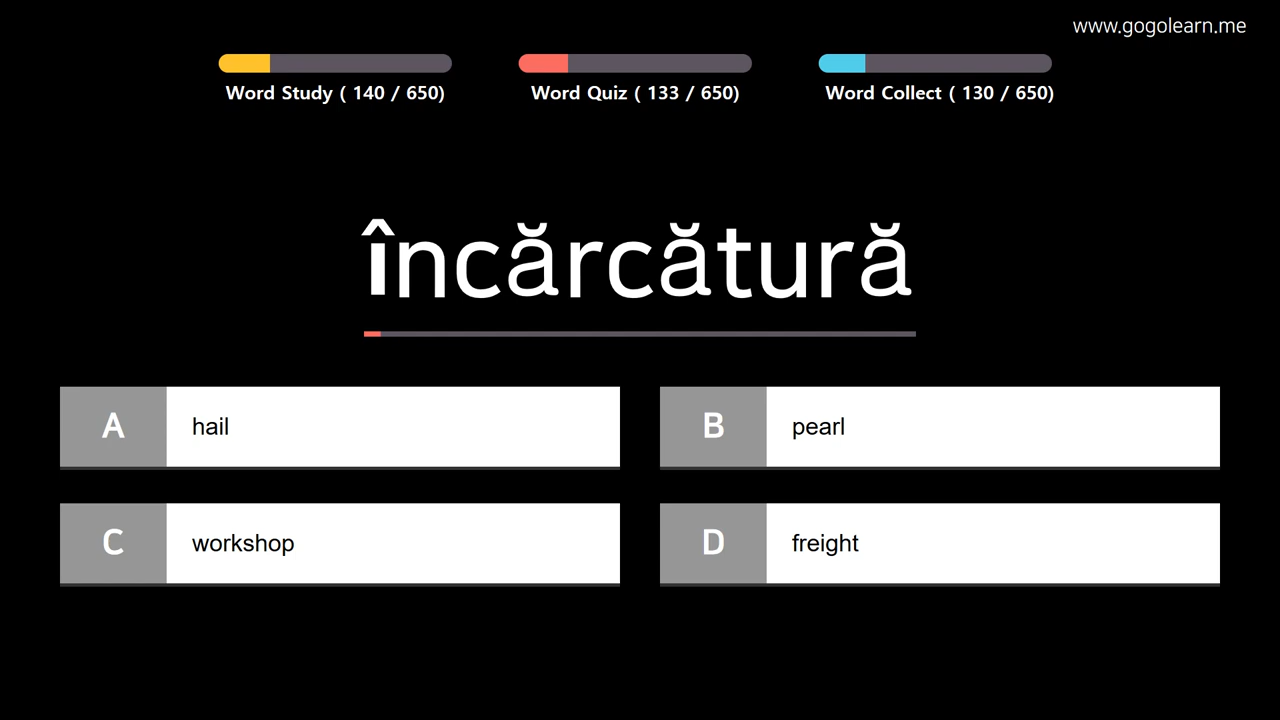 www.gogolearn.me
Word Study ( 140 / 650)
Word Quiz ( 133 / 650)
Word Collect ( 130 / 650)
încărcătură
A hail
B pearl
C workshop
D freight